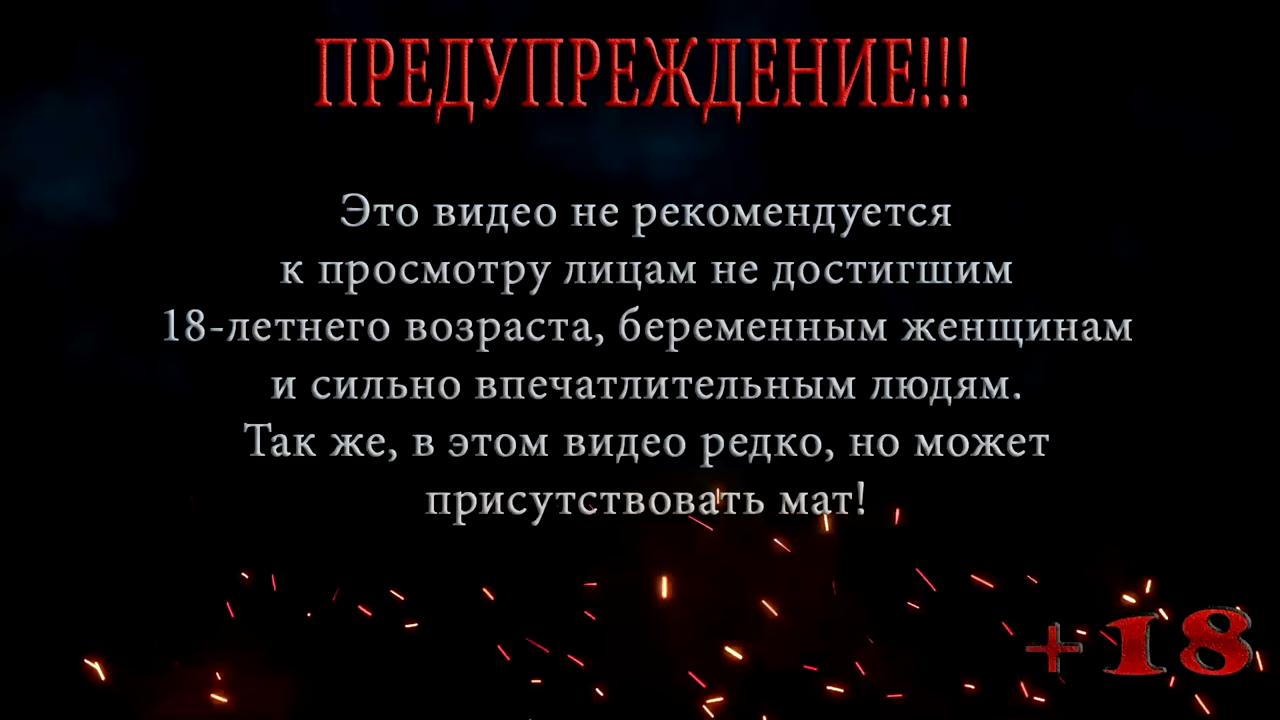 ПРЕДУПРЕЖДЕНИЕ!!!
Это видео не рекомендуется
к просмотру лицам не достигшим
18-летнего возраста, беременным женщинам
и сильно впечатлительным людям.
Так же, в этом видео редко, но может
присутствовать мат!
+18